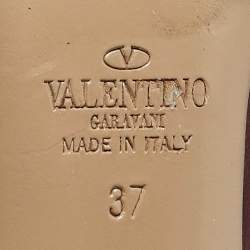 VALENTINO
GARAVANI
MADE IN ITALY
37